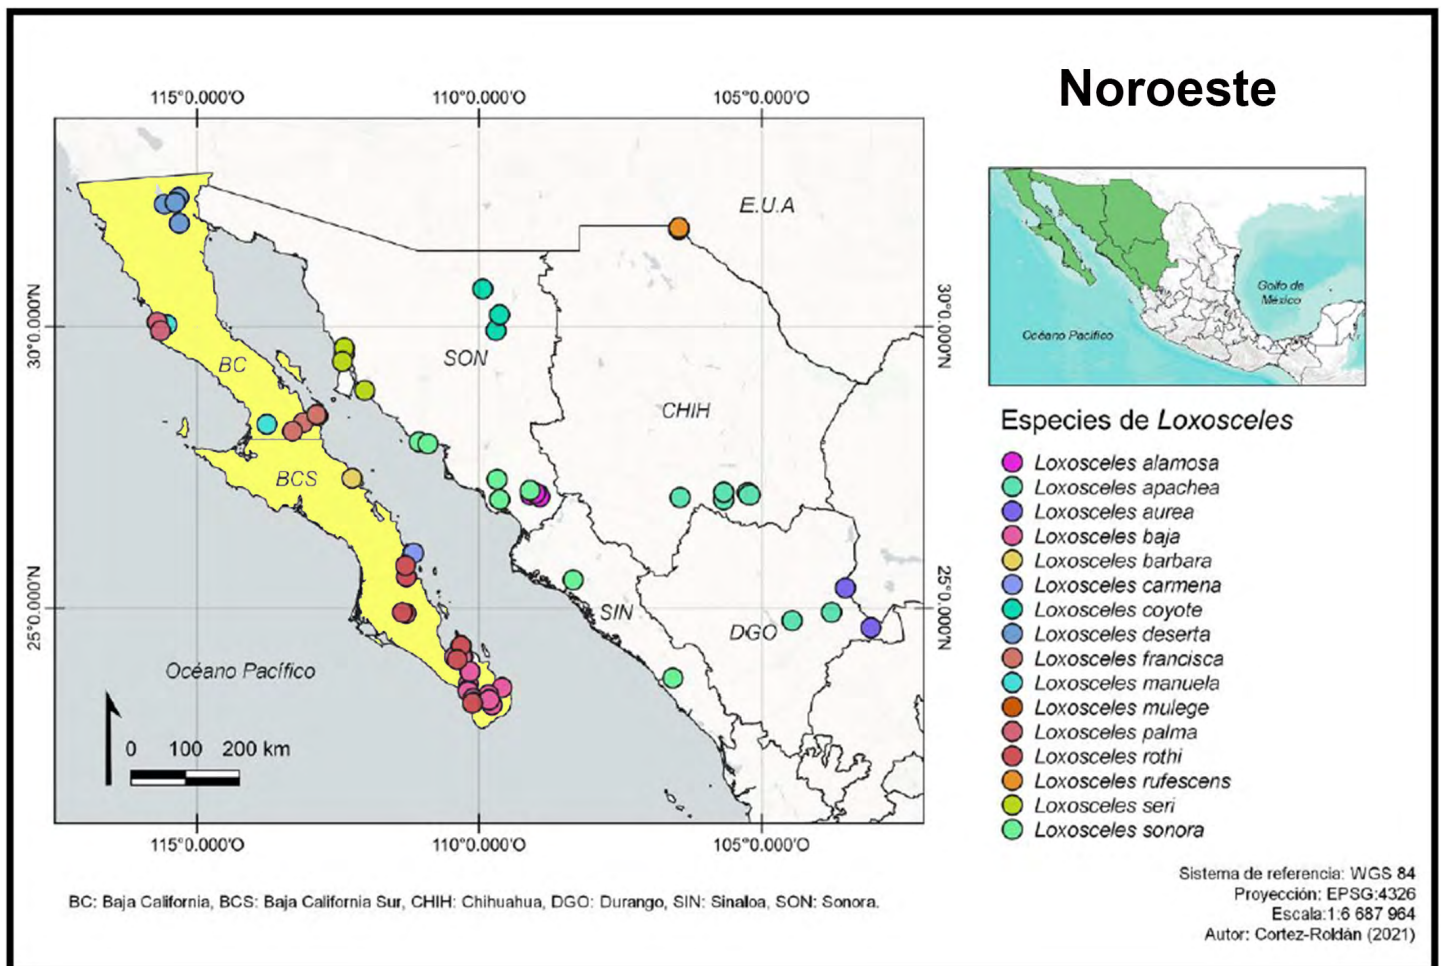 Noroeste
115°0.000'O 110°0.000'O 105°0.000'O
E.U.A
30°0.000'N
30°0.000'N
BC
SON
CHIH
BCS
25°0.000'N
25°0.000'N
SIN
DGO
Océano Pacífico
0 100 200 km
115°0.000'O 110°0.000'O 105°0.000'O
Golfo de
México
Océano Pacífico
Especies de Loxosceles
Loxosceles alamosa
Loxosceles apachea
Loxosceles aurea
Loxosceles baja
Loxosceles barbara
Loxosceles carmena
Loxosceles coyote
Loxosceles deserta
Loxosceles francisca
Loxosceles manuela
Loxosceles mulege
Loxosceles palma
Loxosceles rothi
Loxosceles rufescens
Loxosceles seri
Loxosceles sonora
BC: Baja California, BCS: Baja California Sur, CHIH: Chihuahua, DGO: Durango, SIN: Sinaloa, SON: Sonora.
Sistema de referencia: WGS 84
Proyección: EPSG:4326
Escala:1:6 687 964
Autor: Cortez-Roldán (2021)